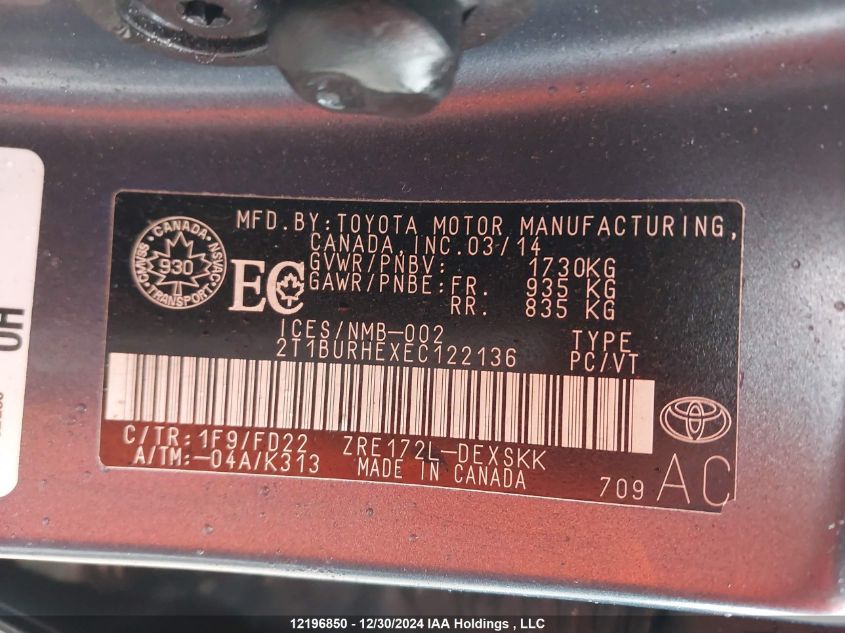 MFD.BY:TOYOTA MOTOR MANUFACTURING,
CANADA,INC.03/14
GVWR/PNBV: 1730KG
GAWR/PNBE:FR. 935 KG
RR. 835 KG
CANADA
CMVSS NSVAC
930
TRANSPORT
EC
ICES/NMB-002 TYPE
2T1BURHEXEC122136 PC/VT
C/TR:1F9/FD22 ZRE172L-DEXSKK
A/TM:-04A/K313 MADE IN CANADA
709 AC
12196850 - 12/30/2024 IAA Holdings , LLC